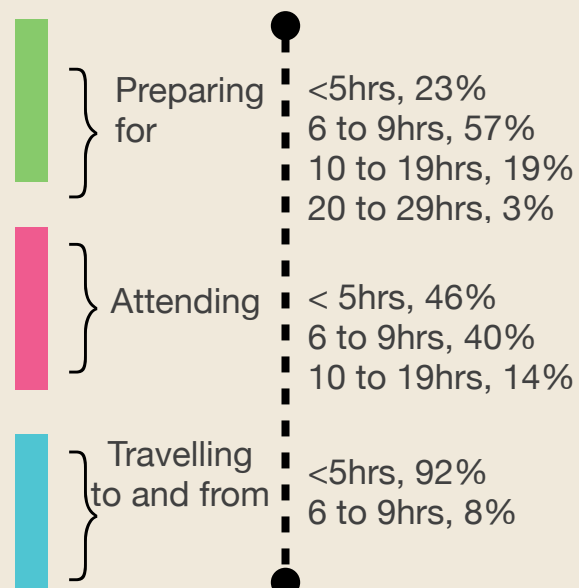 Preparing
for
<5hrs, 23%
6 to 9hrs, 57%
10 to 19hrs, 19%
20 to 29hrs, 3%
Attending
< 5hrs, 46%
6 to 9hrs, 40%
10 to 19hrs, 14%
Travelling
to and from
<5hrs, 92%
6 to 9hrs, 8%